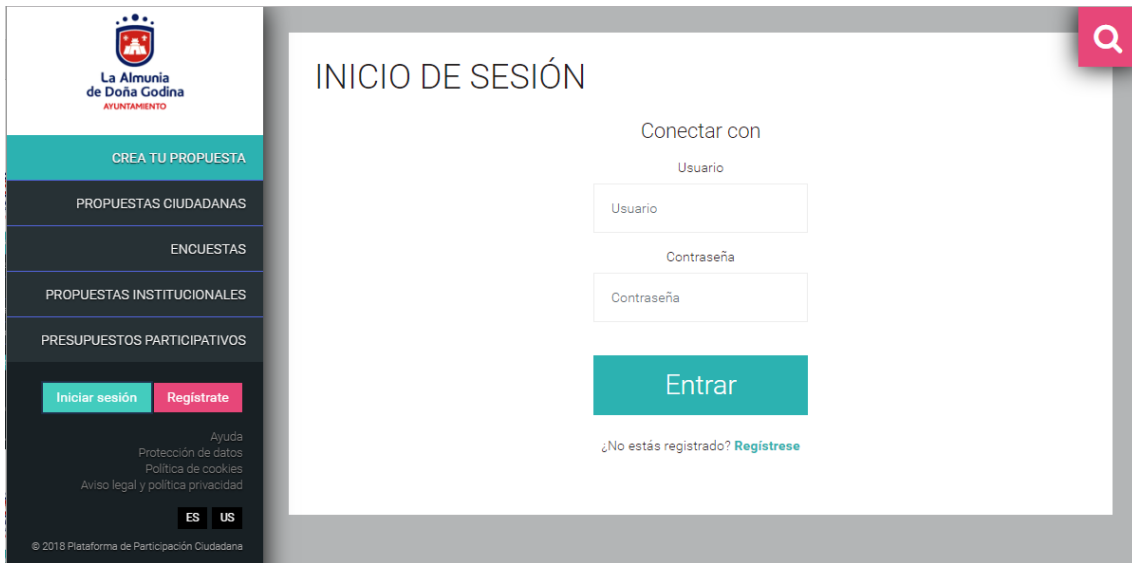 La Almunia
de Doña Godina
AYUNTAMIENTO
CREA TU PROPUESTA
PROPUESTAS CIUDADANAS
ENCUESTAS
PROPUESTAS INSTITUCIONALES
PRESUPUESTOS PARTICIPATIVOS
Iniciar sesión Regístrate
Ayuda
Protección de datos
Política de cookies
Aviso legal y política privacidad
ES US
© 2018 Plataforma de Participación Ciudadana
INICIO DE SESIÓN
Conectar con
Usuario
Usuario
Contraseña
Contraseña
Entrar
¿No estás registrado? Regístrese